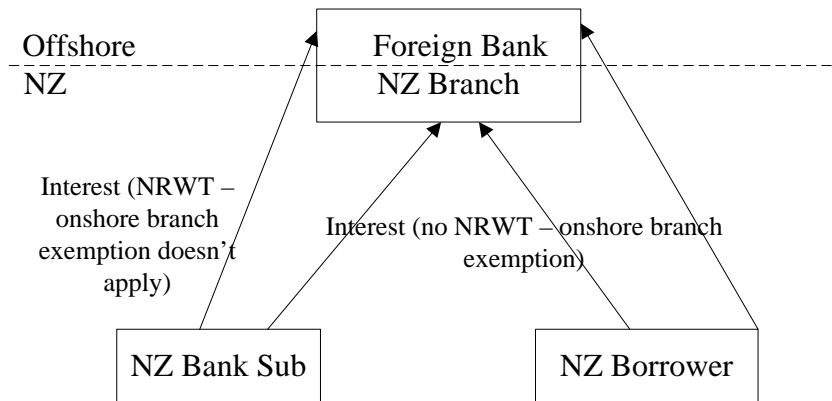 Offshore
Foreign Bank
NZ
NZ Branch
Interest (NRWT –
onshore branch
exemption doesn’t
apply)
Interest (no NRWT – onshore branch
exemption)
NZ Bank Sub
NZ Borrower